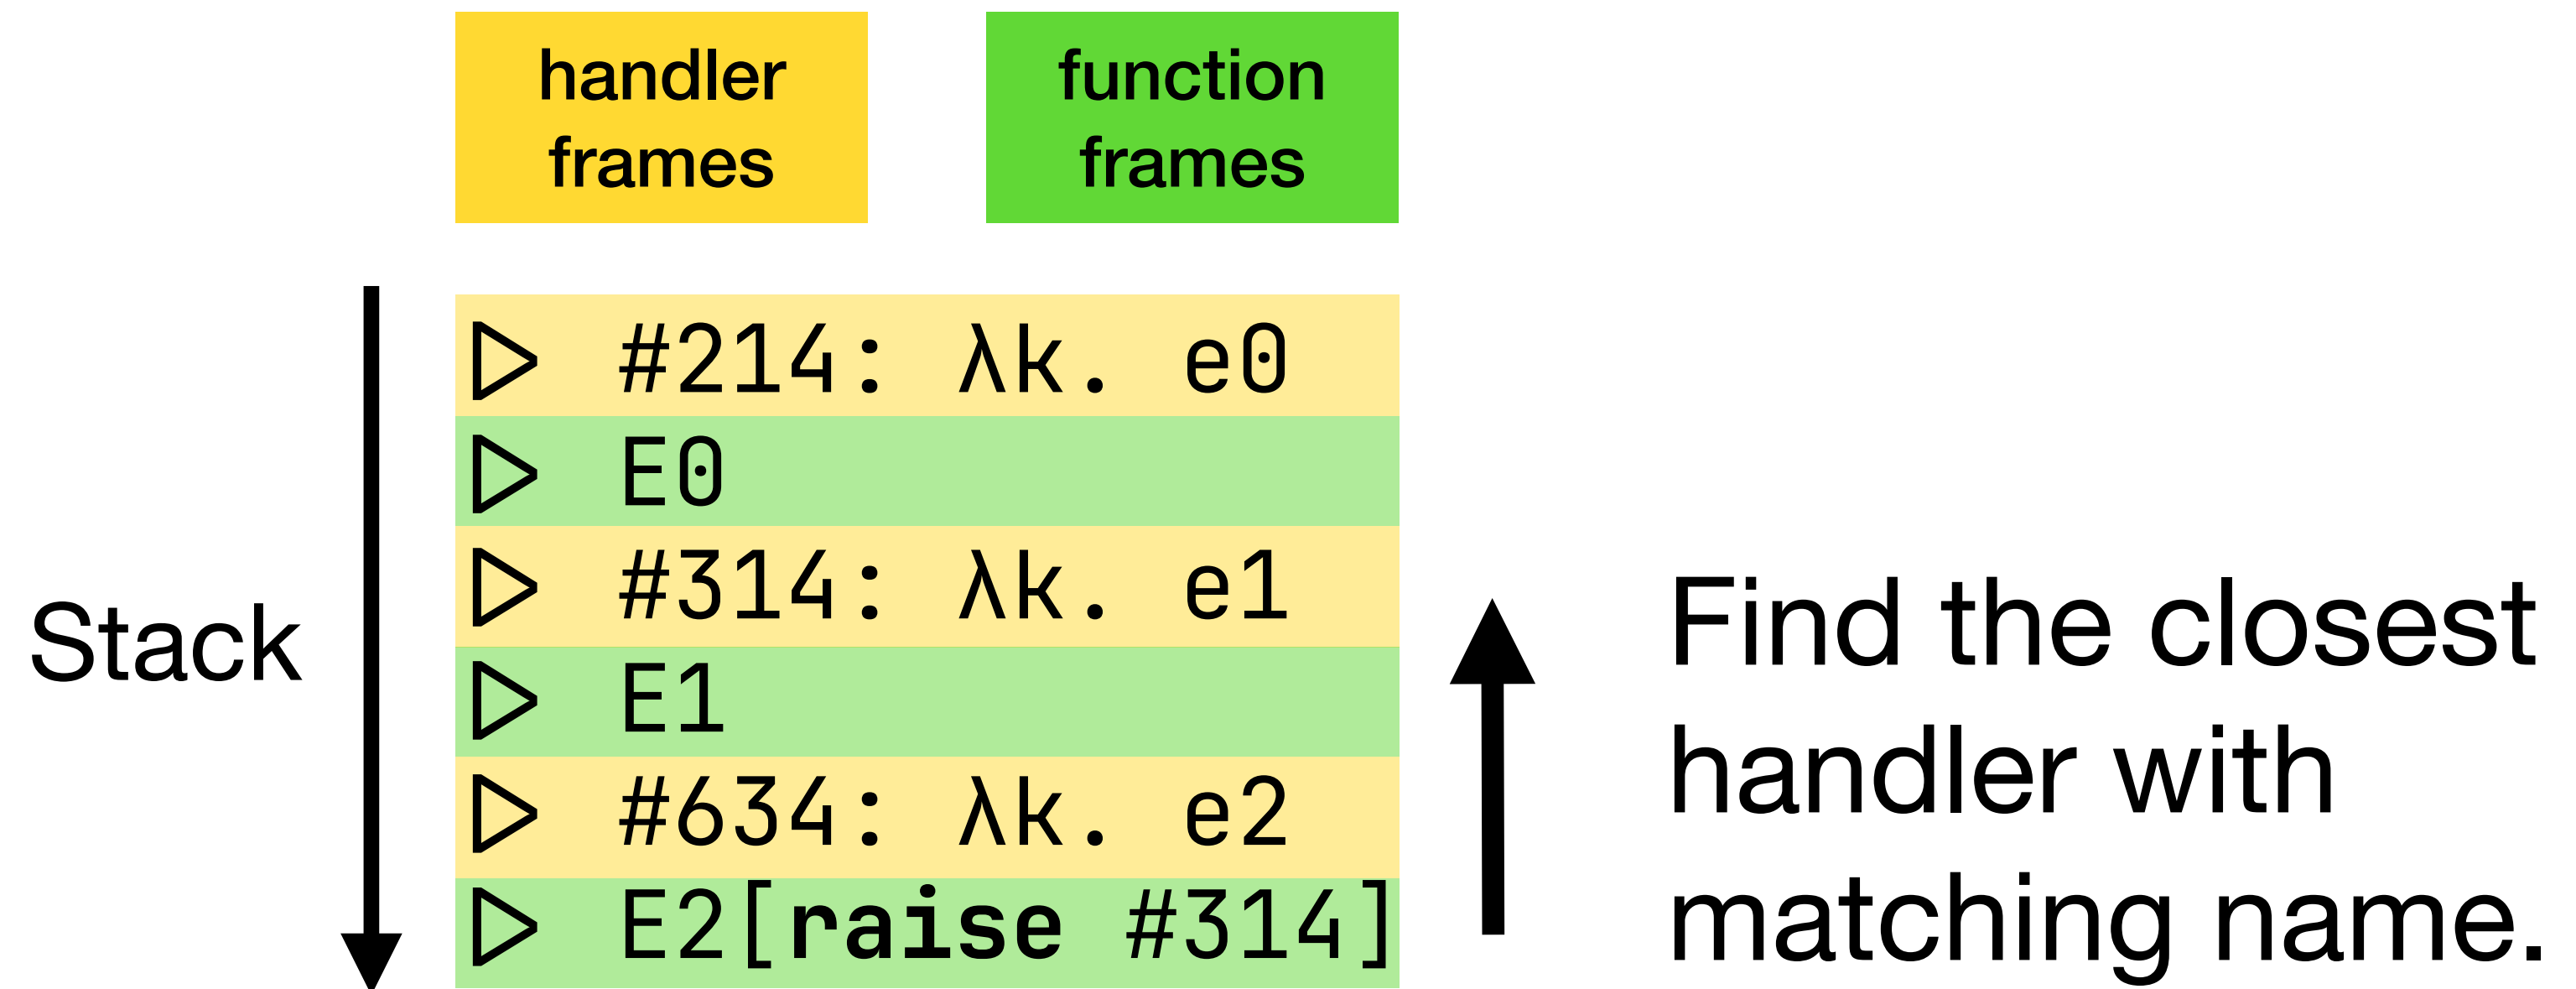 handler
frames
function
frames
Stack
▷ #214: λk. e0
▷ E0
▷ #314: λk. e1
▷ E1
▷ #634: λk. e2
▷ E2[raise #314]
Find the closest
handler with
matching name.